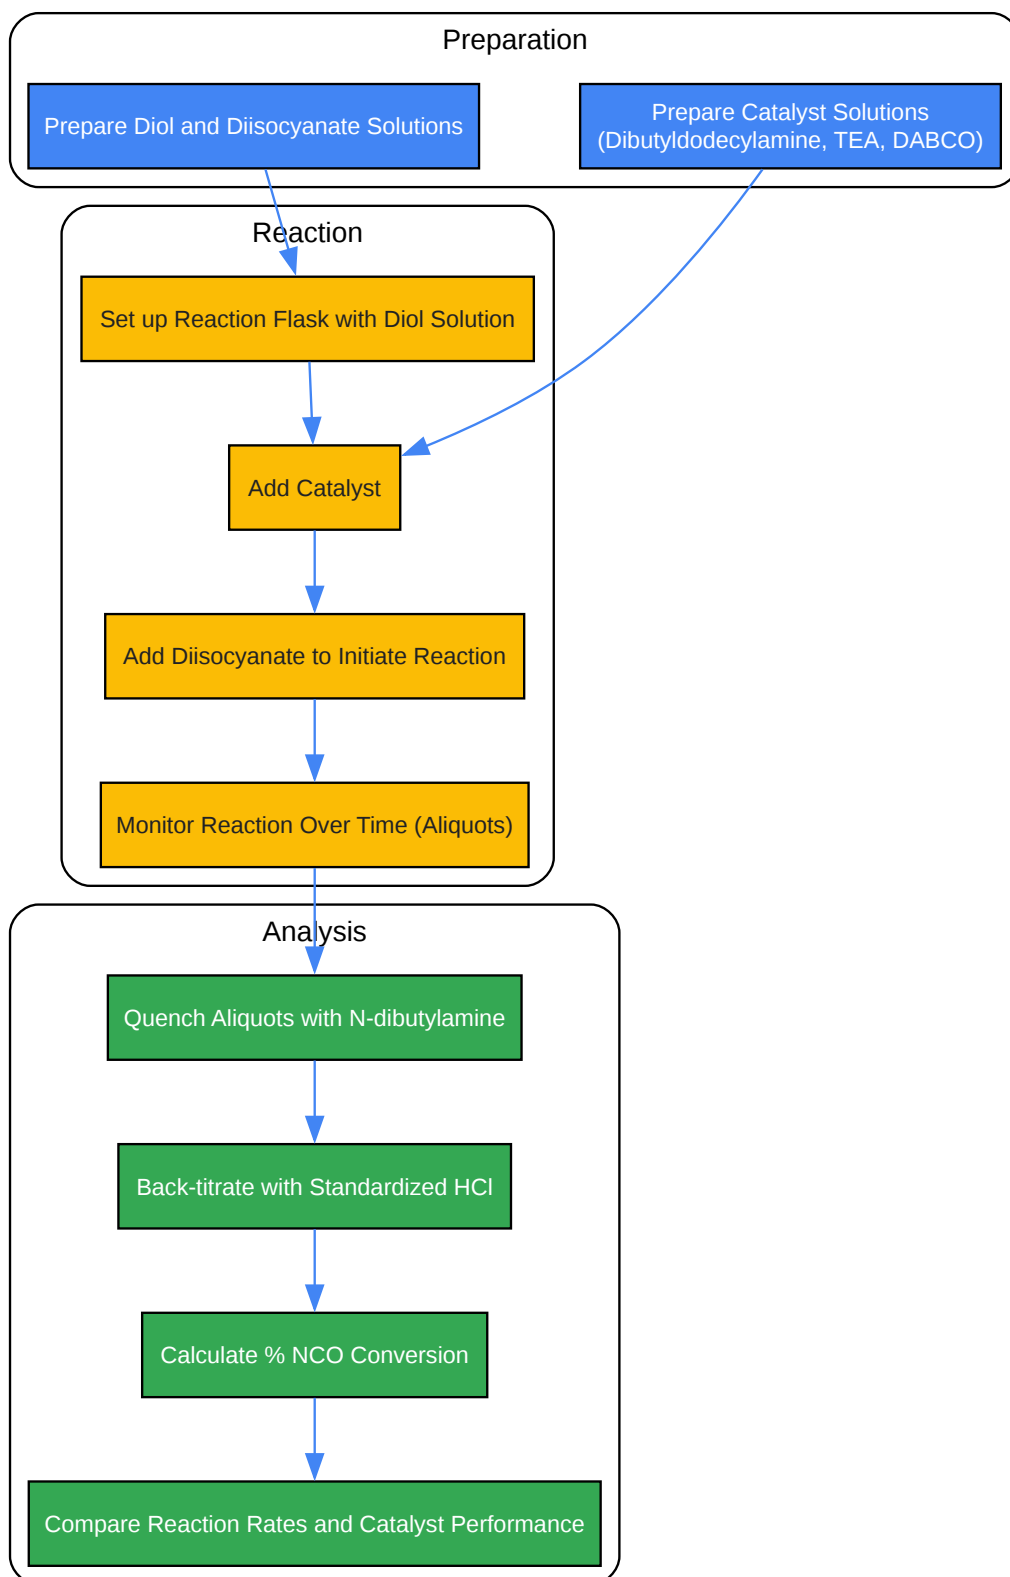 Preparation
Prepare Diol and Diisocyanate Solutions
Prepare Catalyst Solutions
(Dibutyldodecylamine, TEA, DABCO)
Reaction
Set up Reaction Flask with Diol Solution
Add Catalyst
Add Diisocyanate to Initiate Reaction
Monitor Reaction Over Time (Aliquots)
Analysis
Quench Aliquots with N-dibutylamine
Back-titrate with Standardized HCl
Calculate % NCO Conversion
Compare Reaction Rates and Catalyst Performance